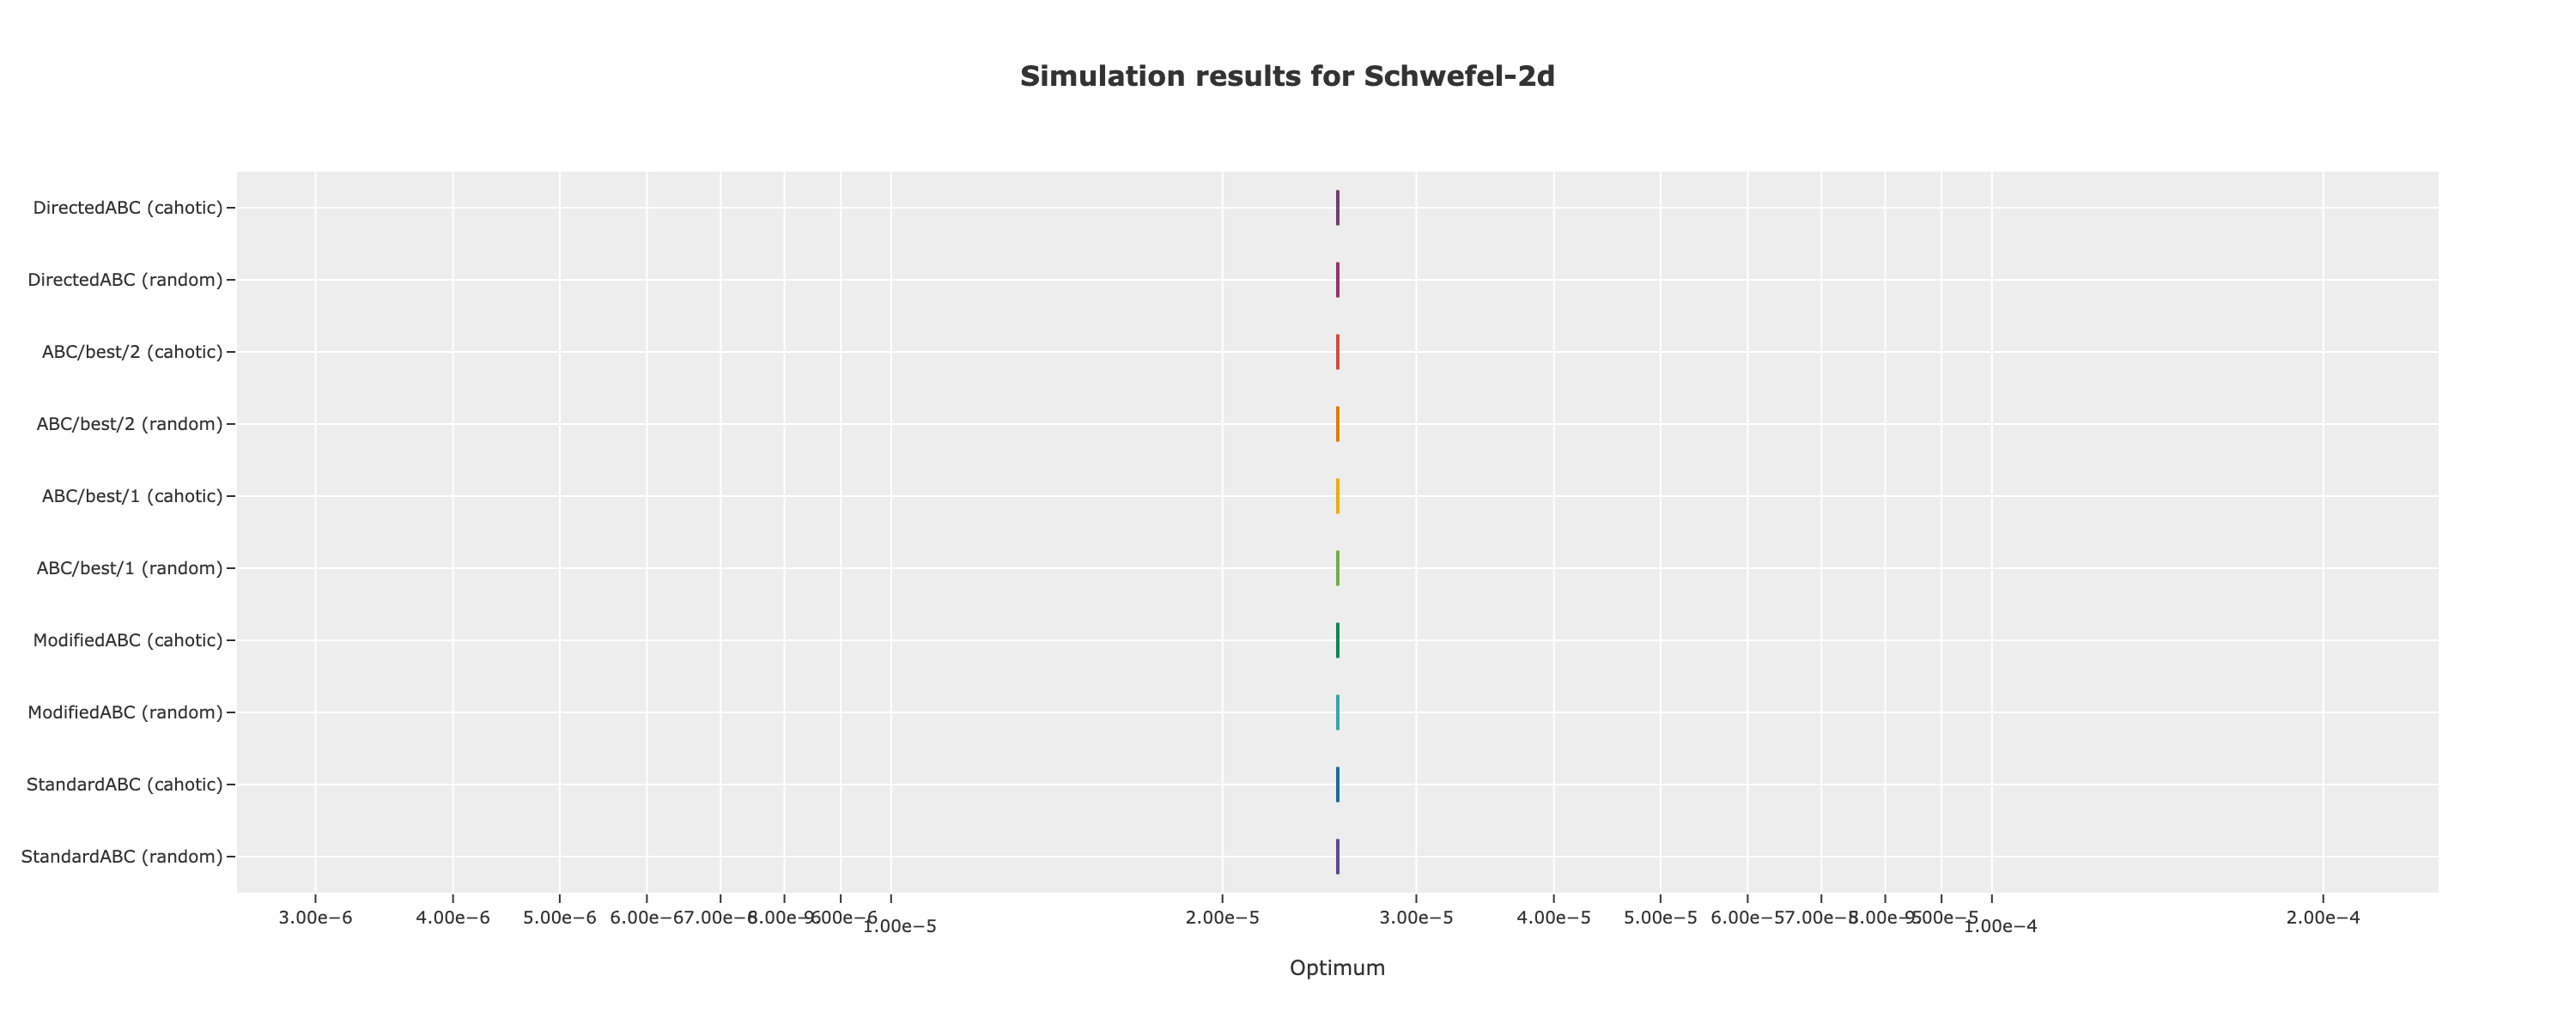 Simulation results for Schwefel-2d
DirectedABC (cahotic)
DirectedABC (random)
ABC/best/2 (cahotic)
ABC/best/2 (random)
ABC/best/1 (cahotic)
ABC/best/1 (random)
ModifiedABC (cahotic)
ModifiedABC (random)
StandardABC (cahotic)
StandardABC (random)
3.00e−6 4.00e−6 5.00e−6 6.00e−6 7.00e−6 8.00e−6 9.00e−6 1.00e−5 2.00e−5 3.00e−5 4.00e−5 5.00e−5 6.00e−5 7.00e−5 8.00e−5 9.00e−5 1.00e−4 2.00e−4
Optimum